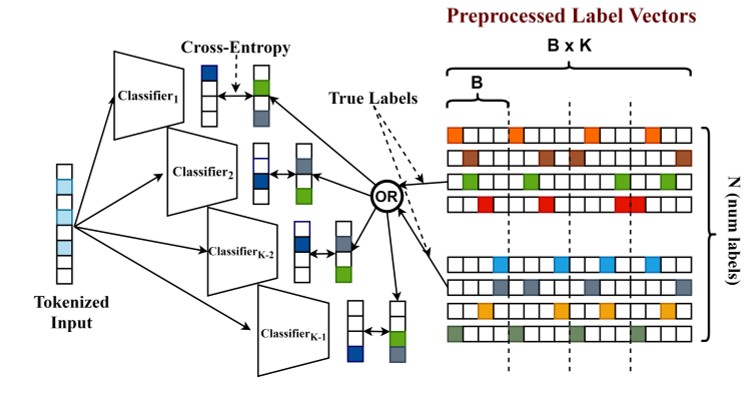 Preprocessed Label Vectors
B x K
Cross-Entropy
B
True Labels
Classifier1
Classifier2
OR
ClassifierK-2
ClassifierK-1
Tokenized
Input
N (num labels)